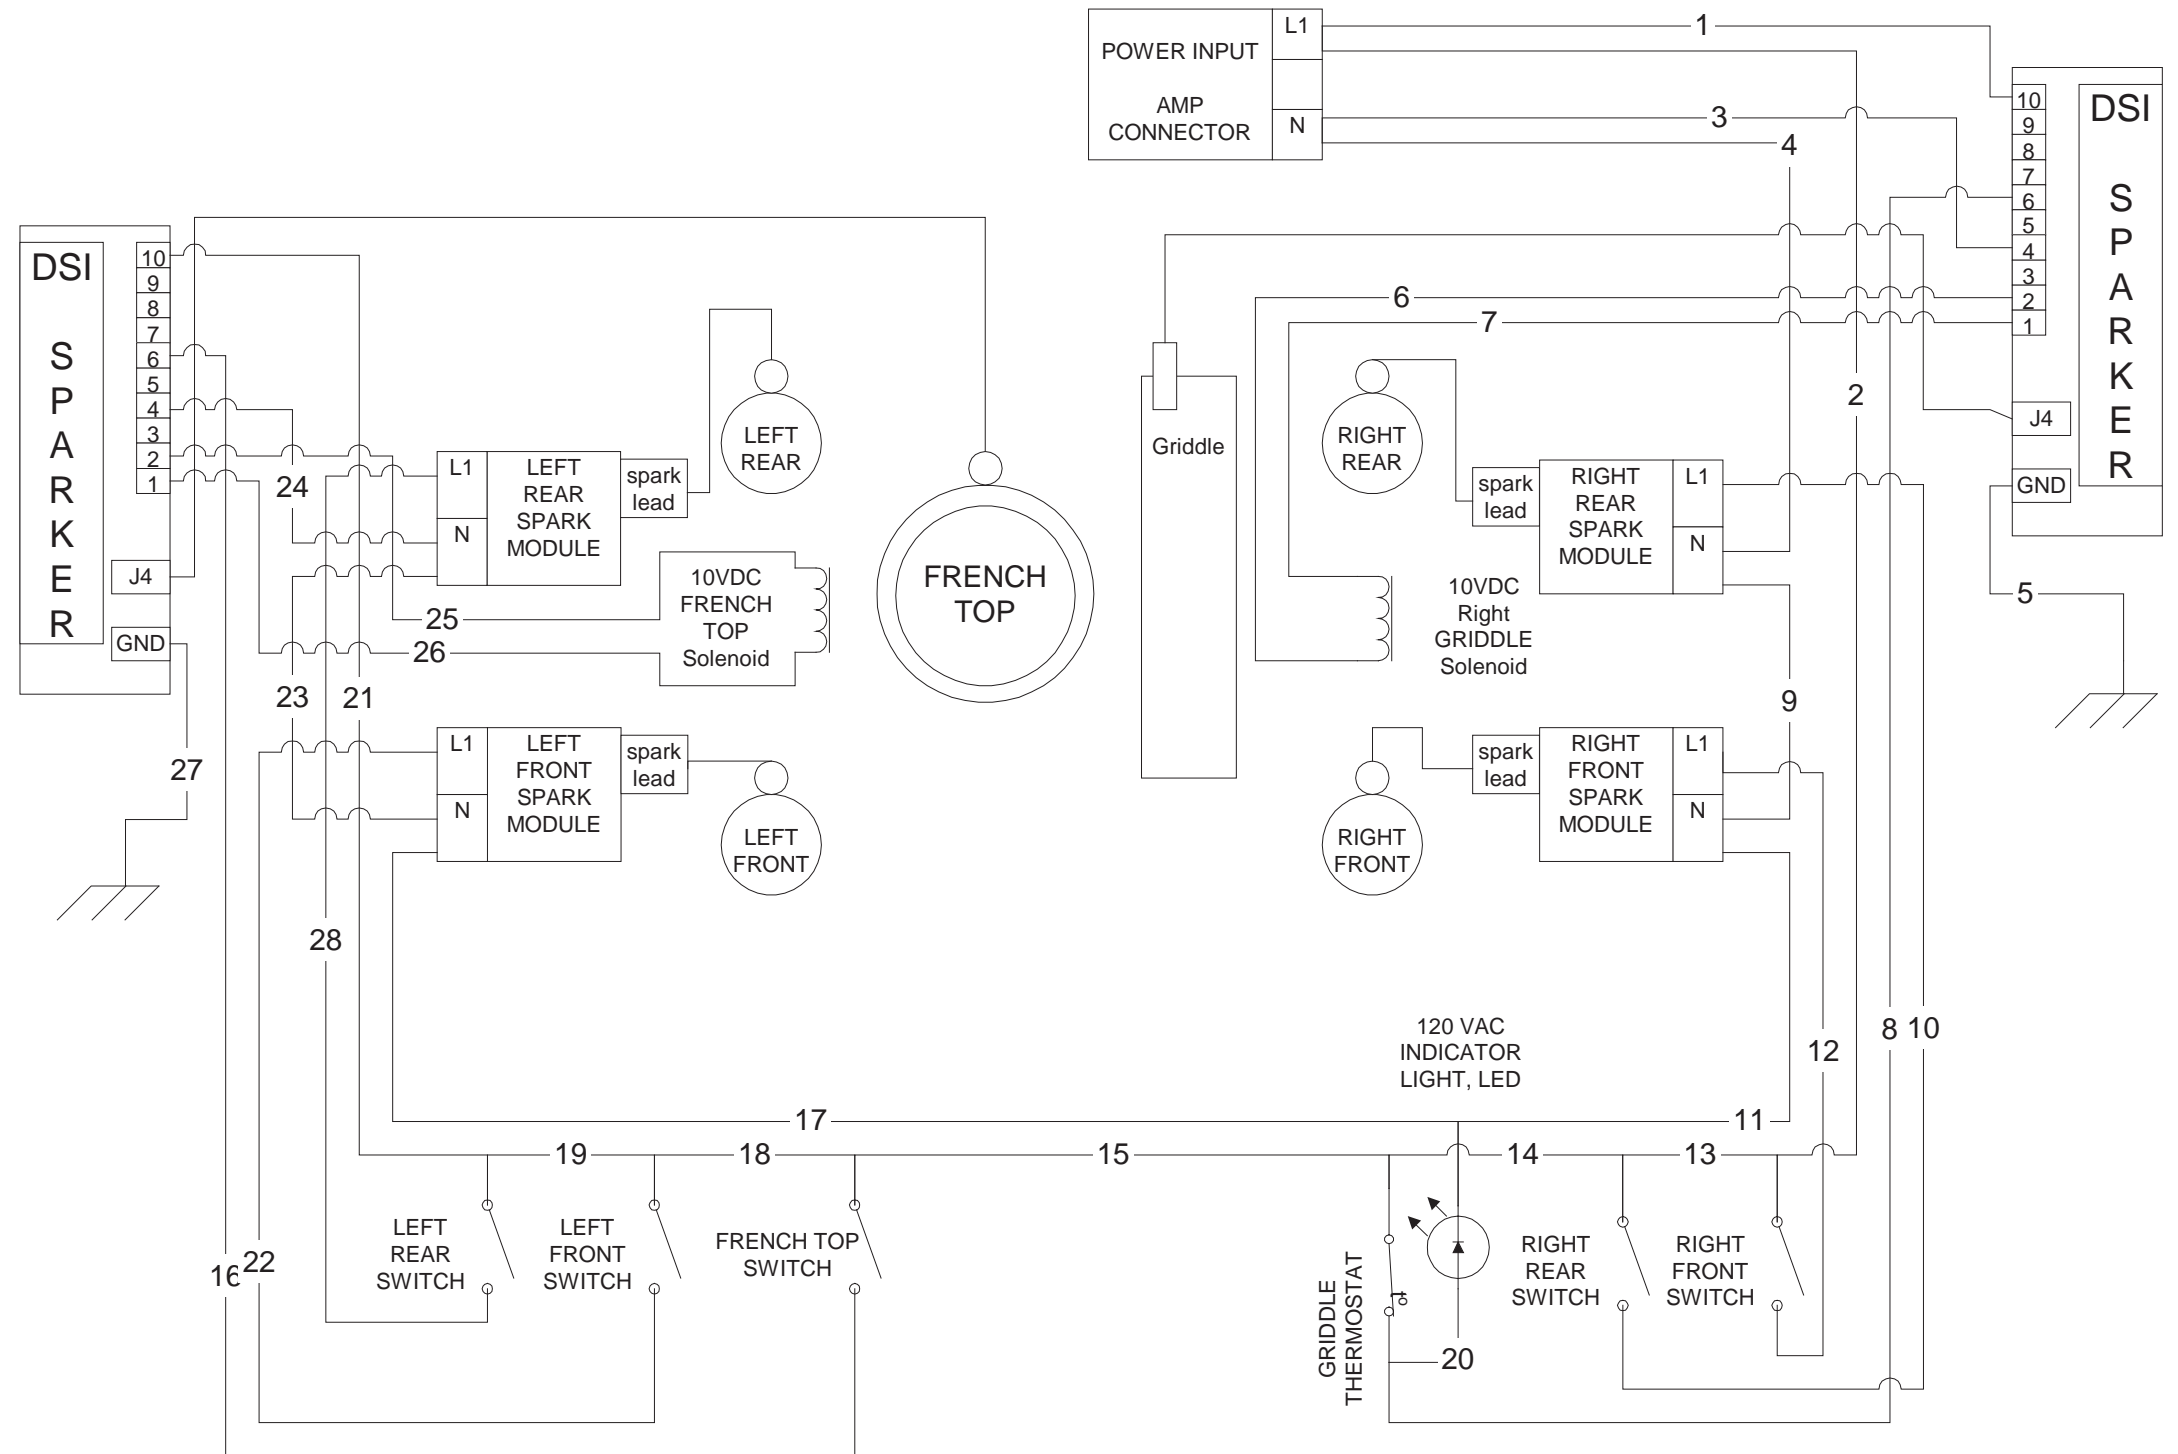 POWER INPUT
AMP
CONNECTOR
L1
N
1
2
3
4
DSI
SPARKER
10
9
8
7
6
5
4
3
2
1
J4
GND
5
6
7
DSI
SPARKER
10
9
8
7
6
5
4
3
2
1
J4
GND
24
L1
N
LEFT
REAR
SPARK
MODULE
spark
lead
LEFT
REAR
25
26
10VDC
FRENCH
TOP
Solenoid
FRENCH
TOP
Griddle
RIGHT
REAR
spark
lead
RIGHT
REAR
SPARK
MODULE
L1
N
10VDC
Right
GRIDDLE
Solenoid
23
21
27
9
L1
N
LEFT
FRONT
SPARK
MODULE
spark
lead
LEFT
FRONT
RIGHT
FRONT
spark
lead
RIGHT
FRONT
SPARK
MODULE
L1
N
28
120 VAC
INDICATOR
LIGHT, LED
12
8
10
17
11
19
18
15
14
13
16
22
LEFT
REAR
SWITCH
LEFT
FRONT
SWITCH
FRENCH TOP
SWITCH
GRIDDLE
THERMOSTAT
to
20
RIGHT
REAR
SWITCH
RIGHT
FRONT
SWITCH